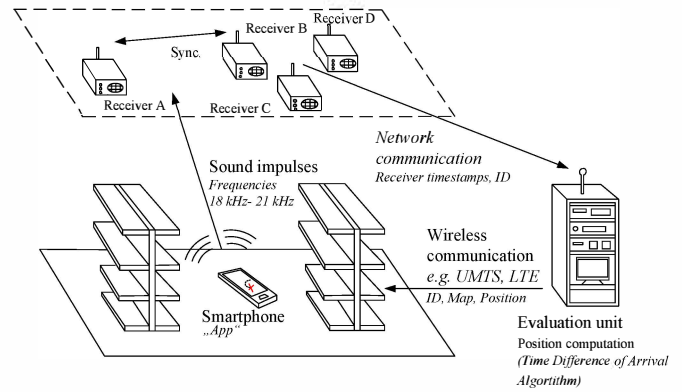 Receiver D
Receiver B
Sync.
Receiver A
Receiver C
Network
communication
Receiver timestamps, ID
Sound impulses
Frequencies
18 kHz- 21 kHz
Wireless
communication
e.g. UMTS, LTE
ID, Map, Position
Smartphone
„App“
Evaluation unit
Position computation
(Time Difference of Arrival
Algortithm)